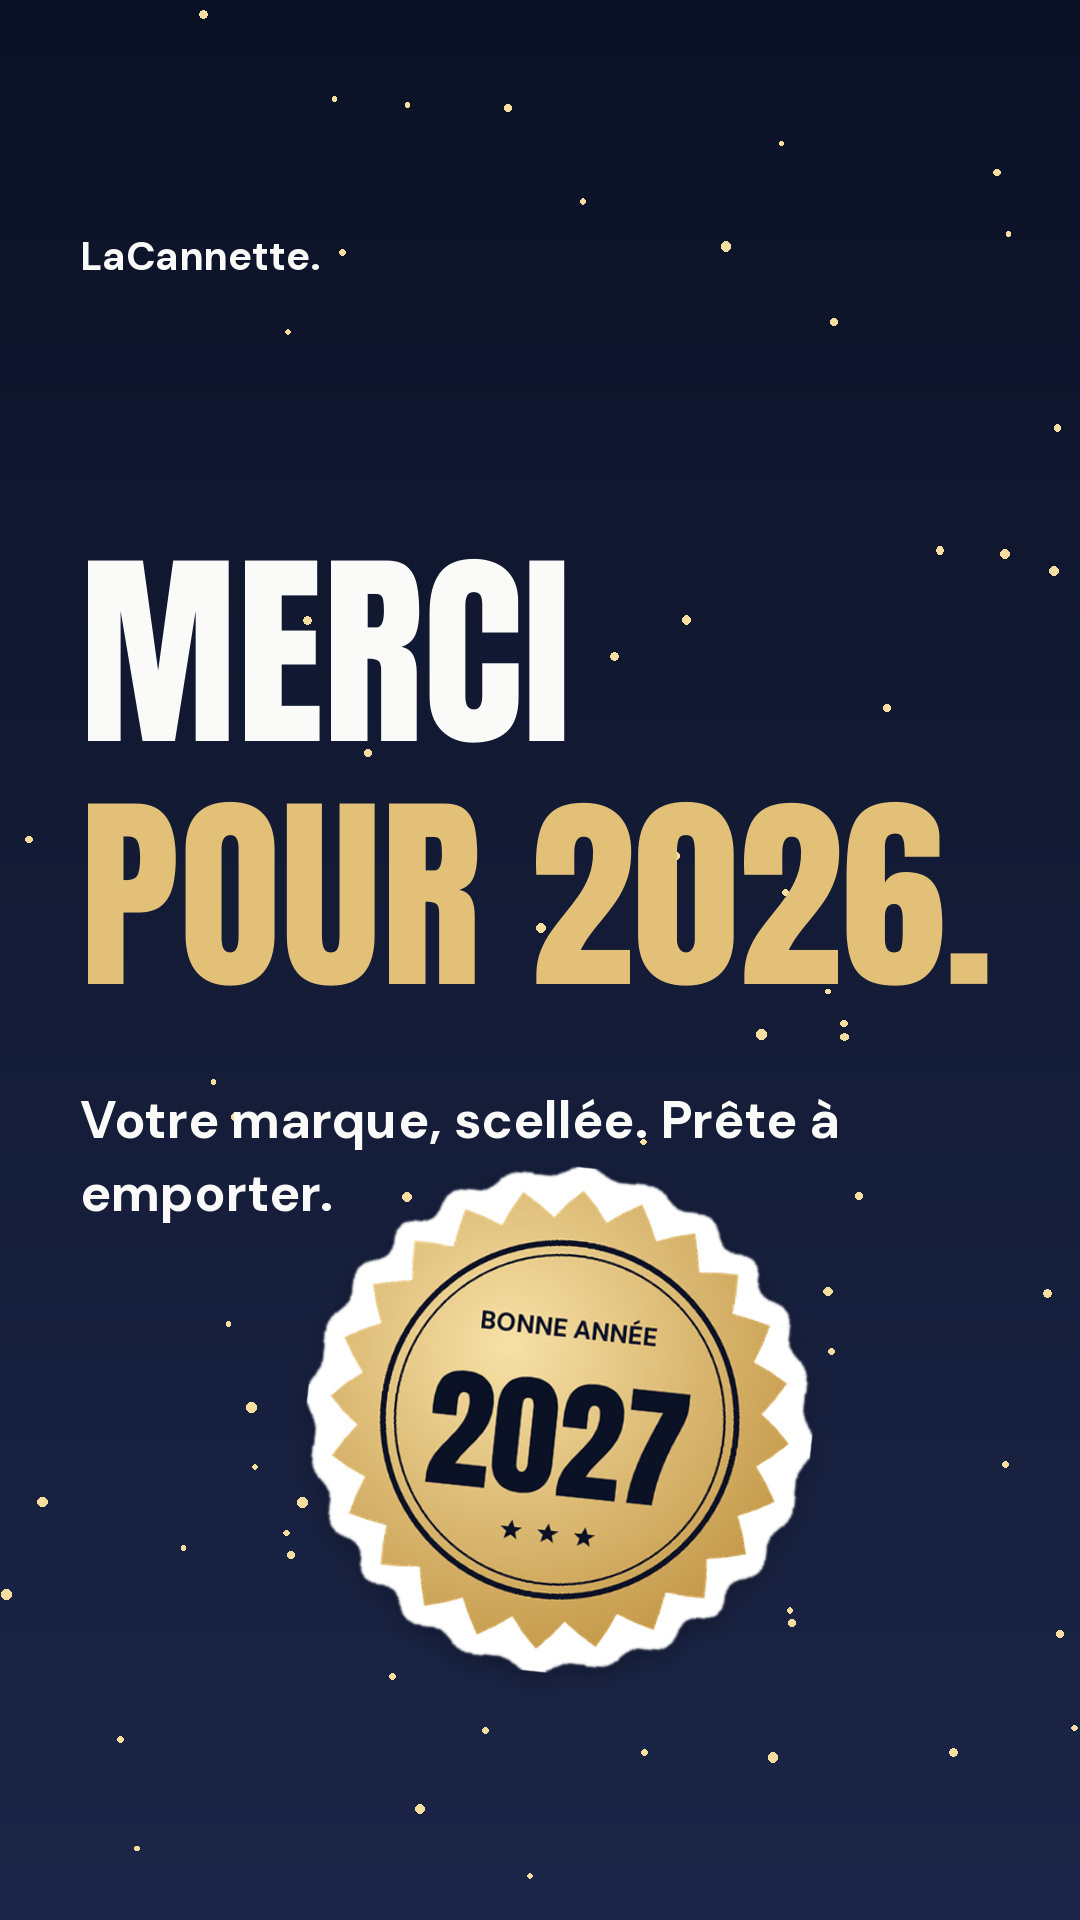 LaCannette.
MERCI
POUR 2026.
Votre marque, scellée. Prête à
emporter.
BONNE ANNÉE
2027